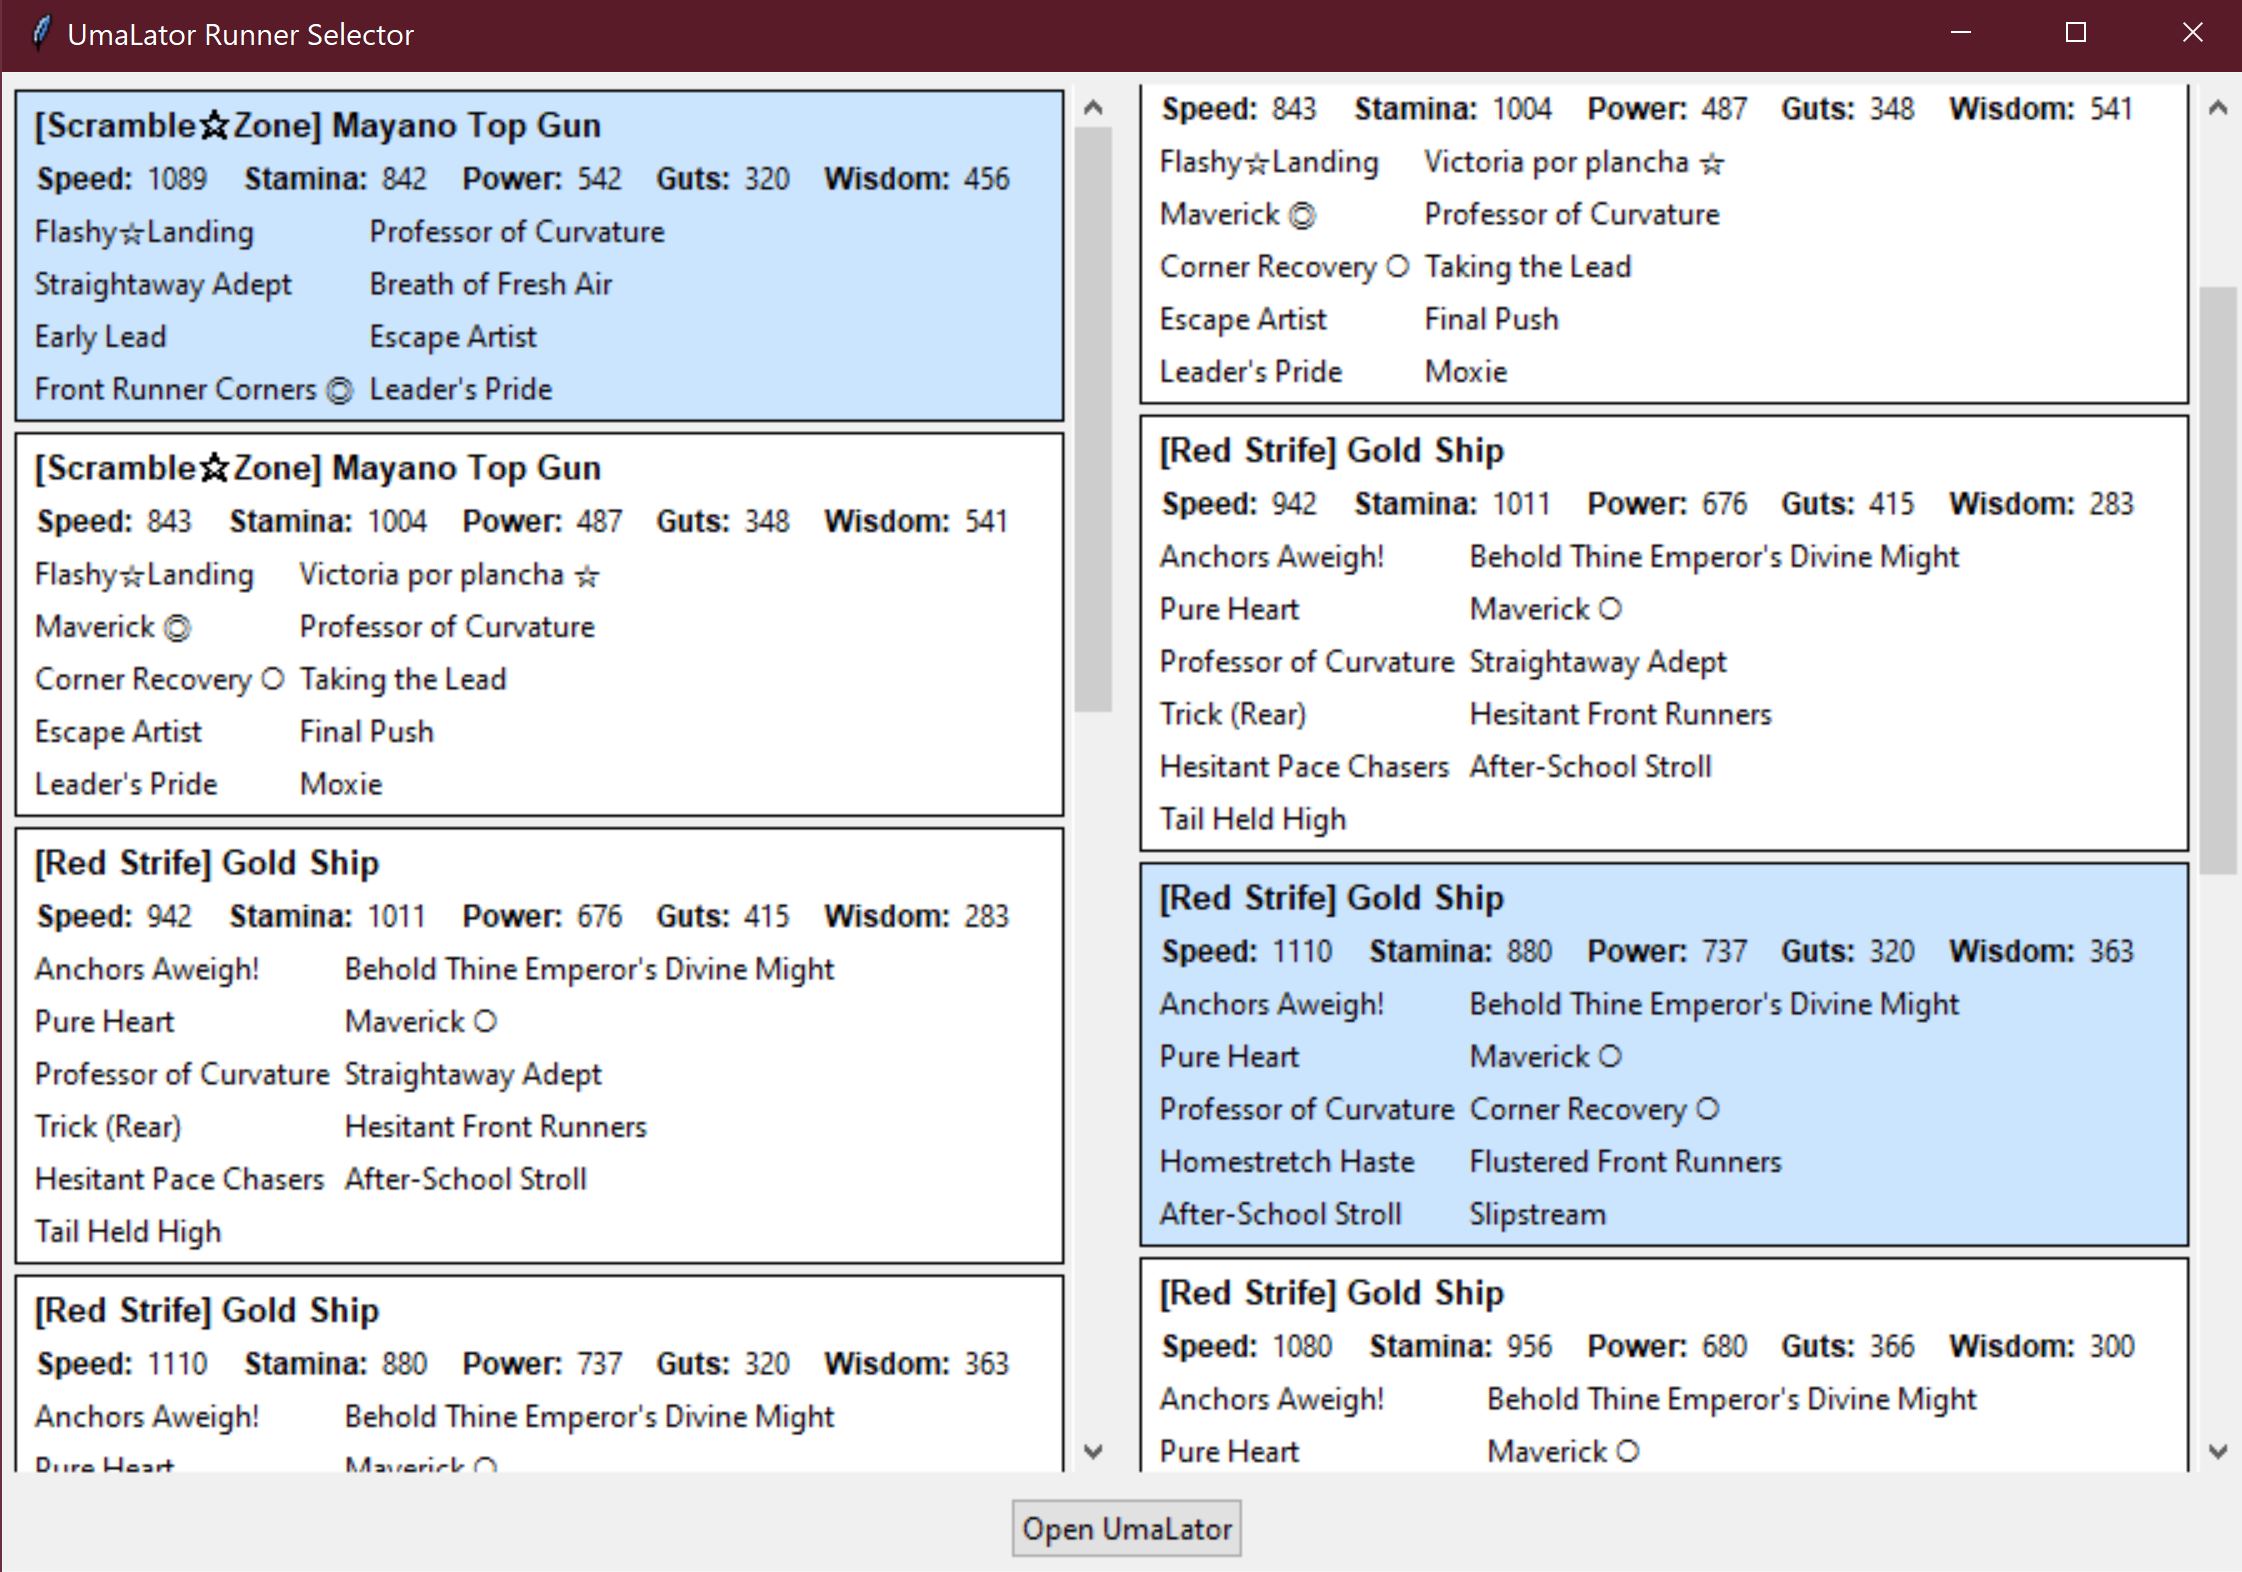 UmaLator Runner Selector
[Scramble☆Zone] Mayano Top Gun
Speed: 1089 Stamina: 842 Power: 542 Guts: 320 Wisdom: 456
Flashy☆Landing Professor of Curvature
Straightaway Adept Breath of Fresh Air
Early Lead Escape Artist
Front Runner Corners ◎ Leader's Pride
[Scramble☆Zone] Mayano Top Gun
Speed: 843 Stamina: 1004 Power: 487 Guts: 348 Wisdom: 541
Flashy☆Landing Victoria por plancha ☆
Maverick ◎ Professor of Curvature
Corner Recovery ○ Taking the Lead
Escape Artist Final Push
Leader's Pride Moxie
[Red Strife] Gold Ship
Speed: 942 Stamina: 1011 Power: 676 Guts: 415 Wisdom: 283
Anchors Aweigh! Behold Thine Emperor's Divine Might
Pure Heart Maverick ○
Professor of Curvature Straightaway Adept
Trick (Rear) Hesitant Front Runners
Hesitant Pace Chasers After-School Stroll
Tail Held High
[Red Strife] Gold Ship
Speed: 1110 Stamina: 880 Power: 737 Guts: 320 Wisdom: 363
Anchors Aweigh! Behold Thine Emperor's Divine Might
Pure Heart Maverick ○
Speed: 843 Stamina: 1004 Power: 487 Guts: 348 Wisdom: 541
Flashy☆Landing Victoria por plancha ☆
Maverick ◎ Professor of Curvature
Corner Recovery ○ Taking the Lead
Escape Artist Final Push
Leader's Pride Moxie
[Red Strife] Gold Ship
Speed: 942 Stamina: 1011 Power: 676 Guts: 415 Wisdom: 283
Anchors Aweigh! Behold Thine Emperor's Divine Might
Pure Heart Maverick ○
Professor of Curvature Straightaway Adept
Trick (Rear) Hesitant Front Runners
Hesitant Pace Chasers After-School Stroll
Tail Held High
[Red Strife] Gold Ship
Speed: 1110 Stamina: 880 Power: 737 Guts: 320 Wisdom: 363
Anchors Aweigh! Behold Thine Emperor's Divine Might
Pure Heart Maverick ○
Professor of Curvature Corner Recovery ○
Homestretch Haste Flustered Front Runners
After-School Stroll Slipstream
[Red Strife] Gold Ship
Speed: 1080 Stamina: 956 Power: 680 Guts: 366 Wisdom: 300
Anchors Aweigh! Behold Thine Emperor's Divine Might
Pure Heart Maverick ○
Open UmaLator